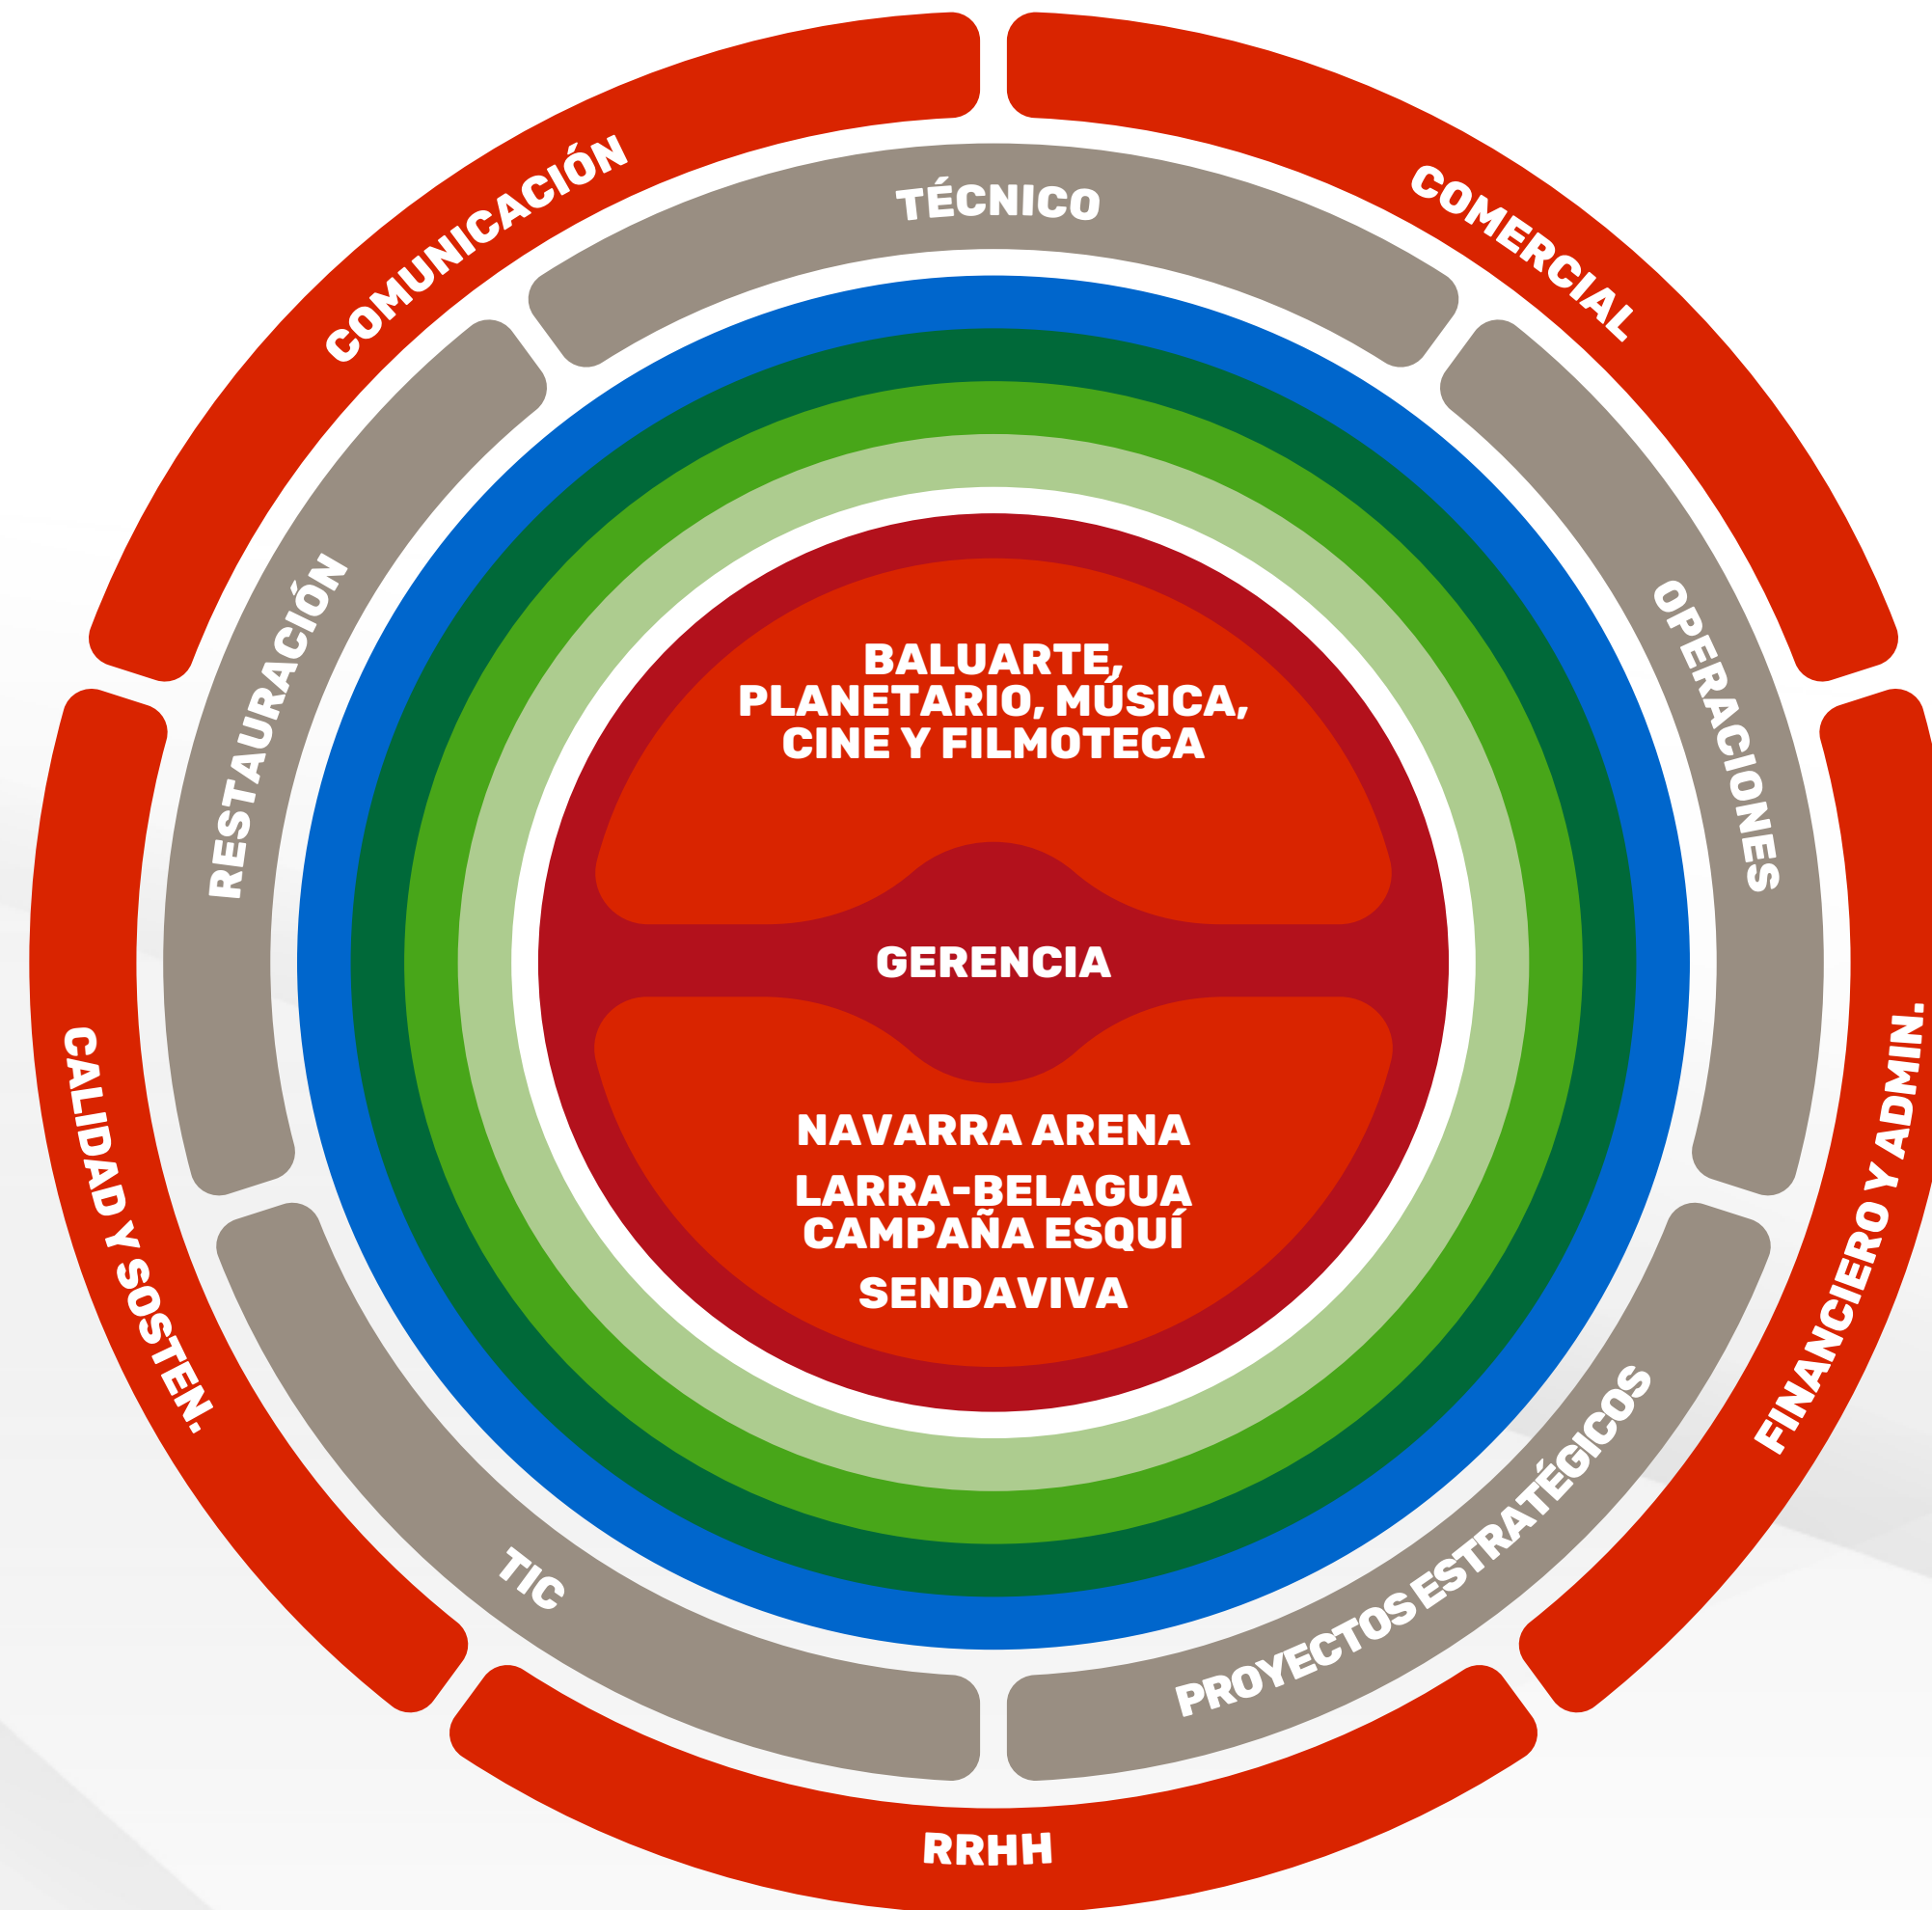 COMUNICACIÓN
COMERCIAL
TÉCNICO
RESTAURACIÓN
OPERACIONES
BALUARTE,
PLANETARIO, MÚSICA,
CINE Y FILMOTECA
GERENCIA
NAVARRA ARENA
LARRA-BELAGUA
CAMPAÑA ESQUÍ
SENDAVIVA
CALIDAD Y SOSTEN.
FINANCIERO Y ADMIN.
TIC
PROYECTOS ESTRATÉGICOS
RRHH